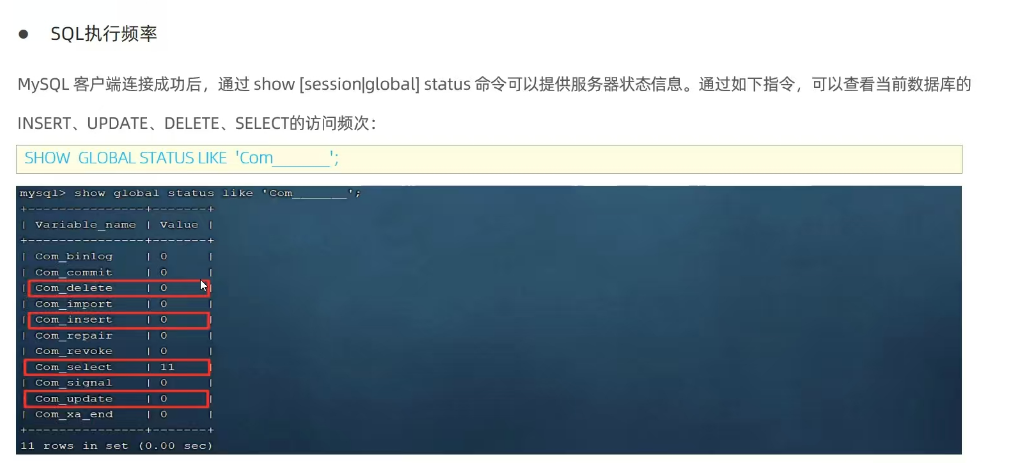 ● SQL执行频率
MySQL 客户端连接成功后，通过 show [session|global] status 命令可以提供服务器状态信息。通过如下指令，可以查看当前数据库的
INSERT、UPDATE、DELETE、SELECT的访问频次：
SHOW GLOBAL STATUS LIKE 'Com_______';
mysql> show global status like 'Com_______';
+---------------+-------+
| Variable_name | Value |
+---------------+-------+
| Com_binlog | 0 |
| Com_commit | 0 |
| Com_delete | 0 |
| Com_import | 0 |
| Com_insert | 0 |
| Com_repair | 0 |
| Com_revoke | 0 |
| Com_select | 11 |
| Com_signal | 0 |
| Com_update | 0 |
| Com_xa_end | 0 |
+---------------+-------+
11 rows in set (0.00 sec)